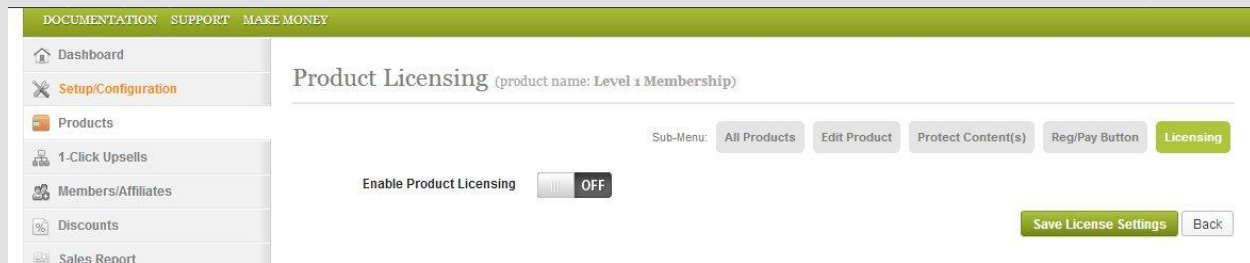 DOCUMENTATION SUPPORT MAKE MONEY
Dashboard
Setup/Configuration
Products
1-Click Upsells
Members/Affiliates
Discounts
Sales Report
Product Licensing (product name: Level 1 Membership)
Sub-Menu: All Products Edit Product Protect Content(s) Reg/Pay Button Licensing
Enable Product Licensing OFF
Save License Settings Back